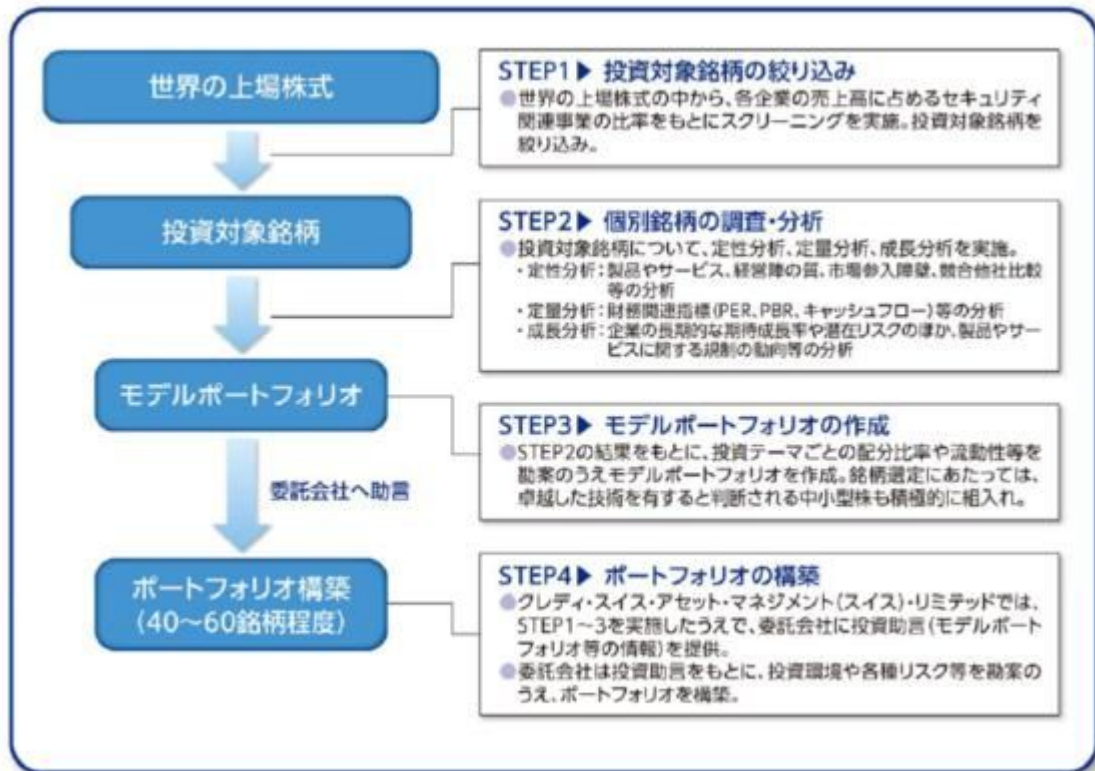 世界の上場株式
STEP1▶ 投資対象銘柄の絞り込み
●世界の上場株式の中から、各企業の売上高に占めるセキュリティ
関連事業の比率をもとにスクリーニングを実施。投資対象銘柄を
絞り込み。
投資対象銘柄
STEP2▶ 個別銘柄の調査・分析
●投資対象銘柄について、定性分析、定量分析、成長分析を実施。
・定性分析：製品やサービス、経営陣の質、市場参入障壁、競合他社比較
等の分析
・定量分析：財務関連指標（PER、PBR、キャッシュフロー）等の分析
・成長分析：企業の長期的な期待成長率や潜在リスクのほか、製品やサー
ビスに関する規制の動向等の分析
モデルポートフォリオ
STEP3▶ モデルポートフォリオの作成
●STEP2の結果をもとに、投資テーマごとの配分比率や流動性等を
勘案のうえモデルポートフォリオを作成。銘柄選定にあたっては、
卓越した技術を有すると判断される中小型株も積極的に組入れ。
委託会社へ助言
ポートフォリオ構築
（40～60銘柄程度）
STEP4▶ ポートフォリオの構築
●クレディ・スイス・アセット・マネジメント（スイス）・リミテッドでは、
STEP1～3を実施したうえで、委託会社に投資助言（モデルポート
フォリオ等の情報）を提供。
●委託会社は投資助言をもとに、投資環境や各種リスク等を勘案の
うえ、ポートフォリオを構築。